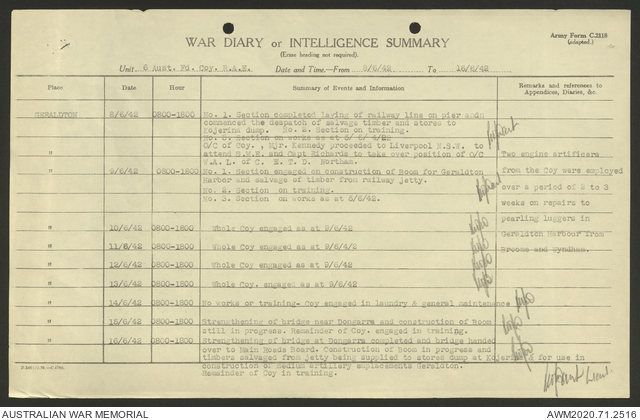 Army Form C.2118
(adapted.)
WAR DIARY or INTELLIGENCE SUMMARY
(Erase heading not required).
Unit 6 Aust. Fd. Coy. R.A.E. Date and Time—From 8/6/42 To 16/6/42
Place Date Hour Summary of Events and Information Remarks and references to Appendices, Diaries, &c.
GERALDTON 8/6/42 0800-1800 No. 1. Section completed laying of railway line on pier andn
commenced the despatch of salvage timber and stores to
Kojerina dump. No. 2. Section on training.
No. 3. Section on works as at 5/6/42
O/C of Coy., Mjr. Kennedy proceeded to Liverpool N.S.W. to
attend S.M.E. and Capt Richards to take over position of O/C
W.A.L. of C. E.T.D. Northam.
" 9/6/42 0800-1800 No. 1. Section engaged on construction of Room for Geraldton
Harbor and salvage of timber from railway jetty.
No. 2. Section on training.
No. 3. Section on works as at 8/6/42.
Two engine artificers
from the Coy were employed
over a period of 2 to 3
weeks on repairs to
pearling luggers in
Geraldton Harbour from
Broome and Wyndham.
" 10/6/42 0800-1800 Whole Coy engaged as at 9/6/42
" 11/6/42 0800-1800 Whole Coy engaged as at 9/6/4/2
" 12/6/42 0800-1800 Whole Coy engaged as at 9/6/42
" 13/6/42 0800-1800 Whole Coy. engaged as at 9/6/42
" 14/6/42 0800-1800 No works or training- Coy engaged in laundry & general maintenance
" 15/6/42 0800-1800 Strengthening of bridge near Dongarra and construction of Boom
still in progress. Remainder of Coy. engaged in training.
" 16/6/42 0800-1800 Strengthening of bridge at Dongarra completed and bridge handed
over to Main Roads Board. Construction of Boom in progress and
timbers salvaged from jetty being supplied to stores dump at Kojerina for use in
construction & medium artillery emplacements Geraldton.
Remainder of Coy in training.
AUSTRALIAN WAR MEMORIAL
AWM2020.71.2516